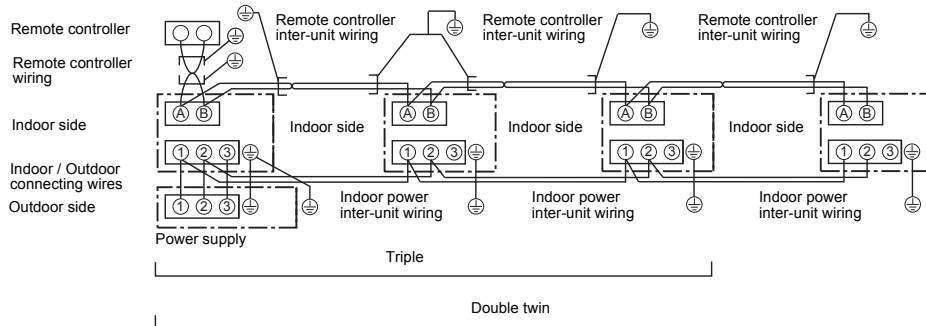 Remote controller
Remote controller
inter-unit wiring
Remote controller
inter-unit wiring
Remote controller
inter-unit wiring
Remote controller
wiring
A B
A B
A B
A B
Indoor side
Indoor side
Indoor side
Indoor side
1 2 3
1 2 3
1 2 3
1 2 3
Indoor / Outdoor
connecting wires
Outdoor side
1 2 3
Indoor power
inter-unit wiring
Indoor power
inter-unit wiring
Indoor power
inter-unit wiring
Power supply
Triple
Double twin